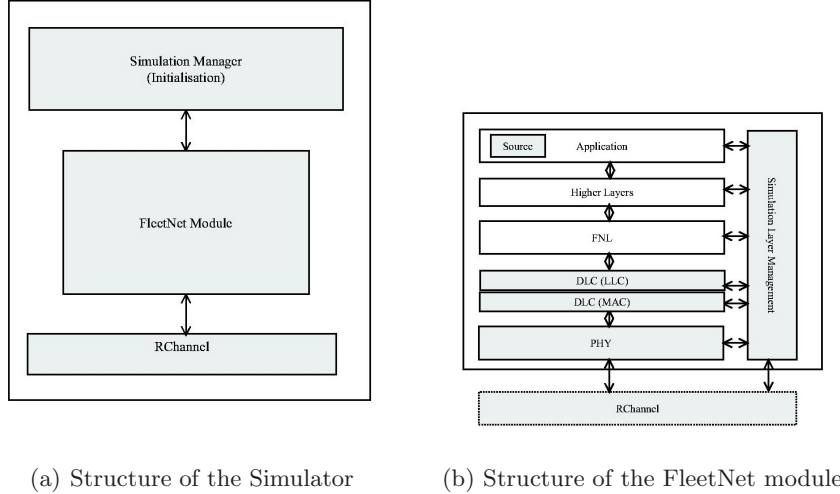 Simulation Manager
(Initialisation)
FleetNet Module
RChannel
Source
Application
Higher Layers
FNL
DLC (LLC)
DLC (MAC)
PHY
Simulation Layer Management
RChannel
(a) Structure of the Simulator
(b) Structure of the FleetNet module